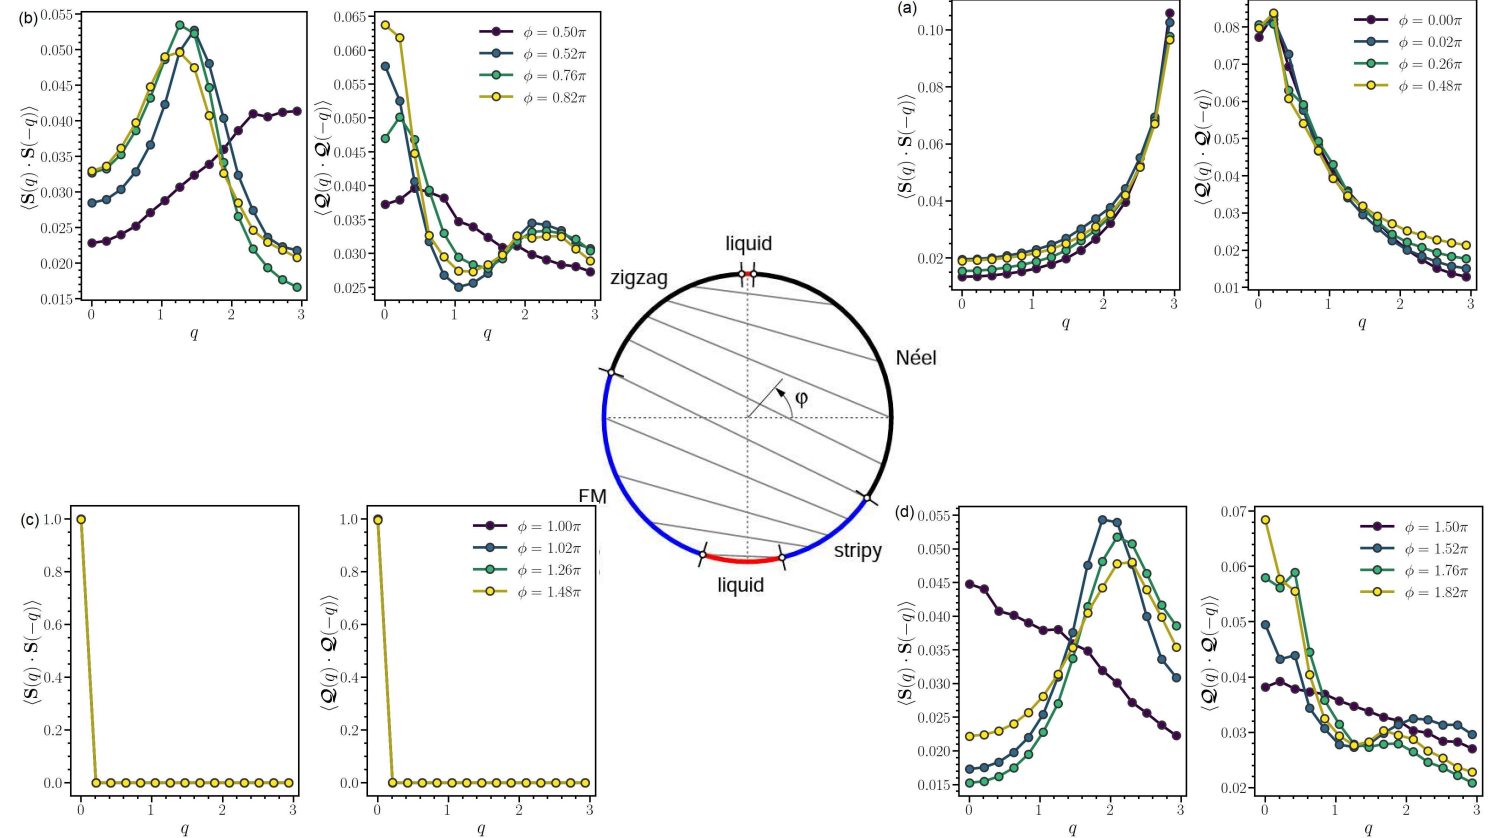 (b)
0.055
0.050
0.045
0.040
0.035
0.030
0.025
0.020
0.015
0 1 2 3
q
⟨S(q) · S(−q)⟩
0.065
0.060
0.055
0.050
0.045
0.040
0.035
0.030
0.025
0 1 2 3
q
⟨𝓠(q) · 𝓠(−q)⟩
ϕ = 0.50π
ϕ = 0.52π
ϕ = 0.76π
ϕ = 0.82π
(a)
0.10
0.08
0.06
0.04
0.02
0 1 2 3
q
⟨S(q) · S(−q)⟩
0.08
0.07
0.06
0.05
0.04
0.03
0.02
0.01
0 1 2 3
q
⟨𝓠(q) · 𝓠(−q)⟩
ϕ = 0.00π
ϕ = 0.02π
ϕ = 0.26π
ϕ = 0.48π
liquid
zigzag
Néel
φ
FM
stripy
liquid
(c)
1.0
0.8
0.6
0.4
0.2
0.0
0 1 2 3
q
⟨S(q) · S(−q)⟩
1.0
0.8
0.6
0.4
0.2
0.0
0 1 2 3
q
⟨𝓠(q) · 𝓠(−q)⟩
ϕ = 1.00π
ϕ = 1.02π
ϕ = 1.26π
ϕ = 1.48π
(d)
0.055
0.050
0.045
0.040
0.035
0.030
0.025
0.020
0.015
0 1 2 3
q
⟨S(q) · S(−q)⟩
0.07
0.06
0.05
0.04
0.03
0.02
0 1 2 3
q
⟨𝓠(q) · 𝓠(−q)⟩
ϕ = 1.50π
ϕ = 1.52π
ϕ = 1.76π
ϕ = 1.82π